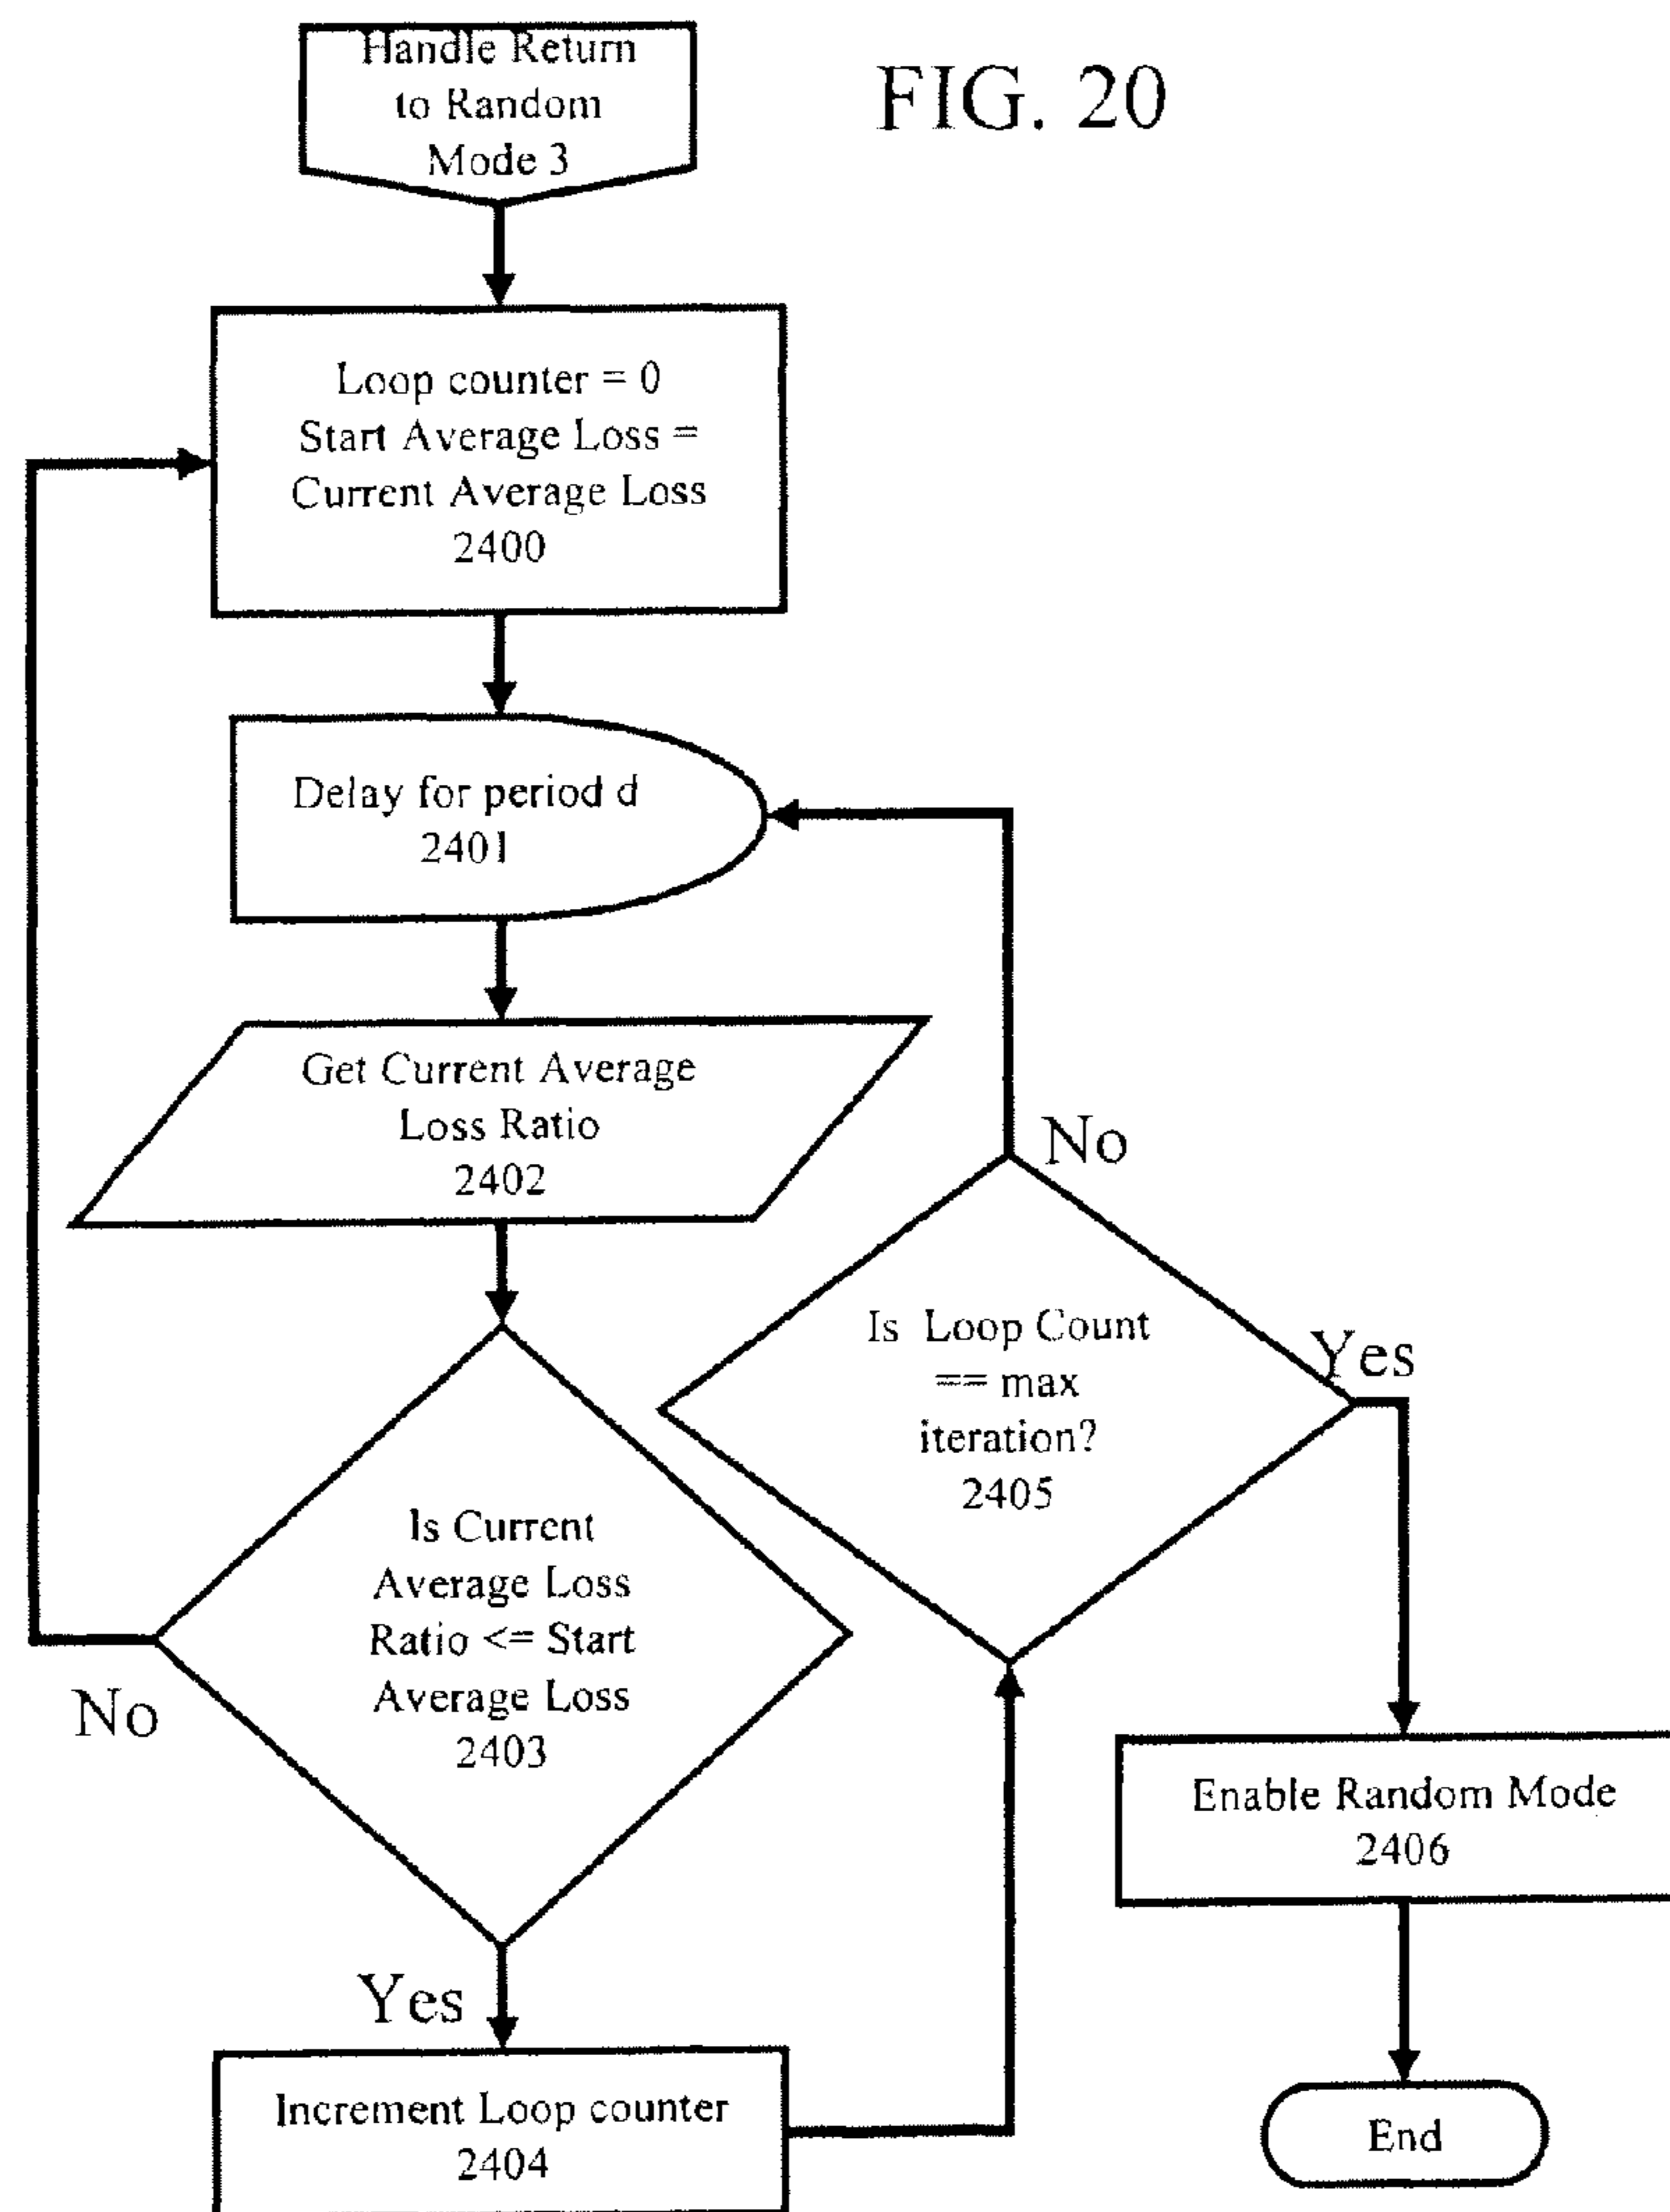 Handle Return
to Random
Mode 3
FIG. 20
Loop counter = 0
Start Average Loss =
Current Average Loss
2400
Delay for period d
2401
Get Current Average
Loss Ratio
2402
No
Is Loop Count
== max
iteration?
2405
Yes
Is Current
Average Loss
Ratio <= Start
Average Loss
2403
No
Yes
Enable Random Mode
2406
Increment Loop counter
2404
End